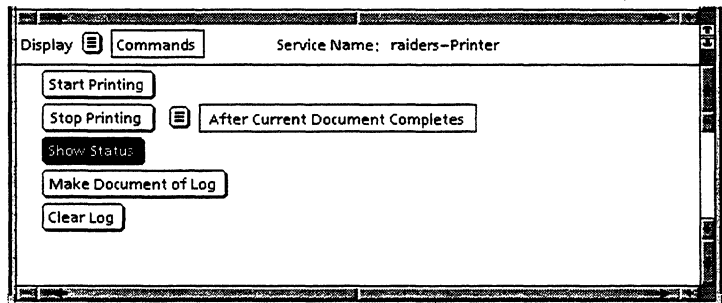 Display Commands Service Name: raiders-Printer
Start Printing
Stop Printing After Current Document Completes
Show Status
Make Document of Log
Clear Log